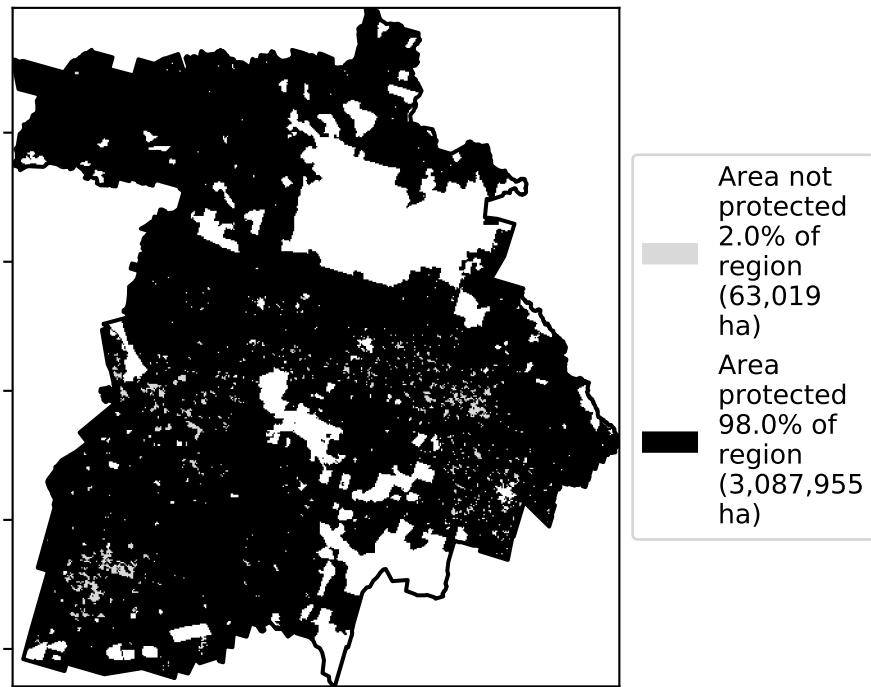 Area not
protected
2.0% of
region
(63,019
ha)
Area
protected
98.0% of
region
(3,087,955
ha)